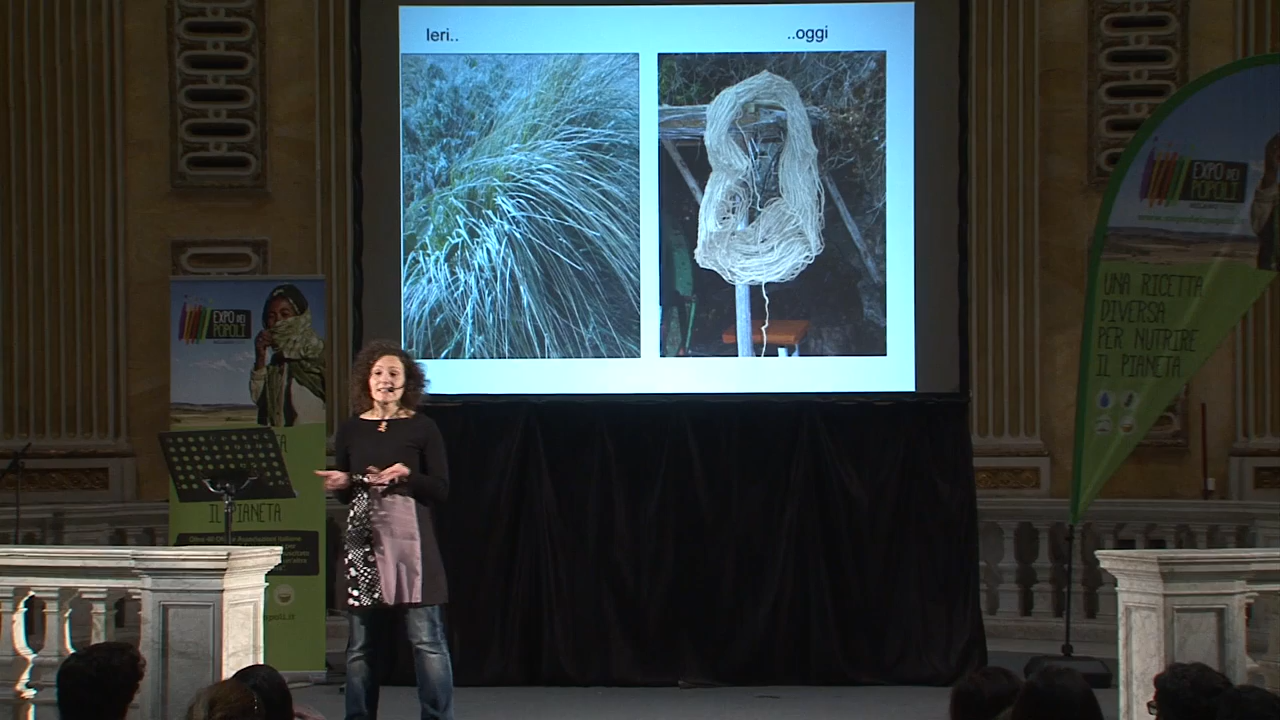 Ieri..
..oggi
EXPO DEI
POPOLI
IL PIANETA
EXPO DEI
POPOLI
UNA RICETTA
DIVERSA
PER NUTRIRE
IL PIANETA